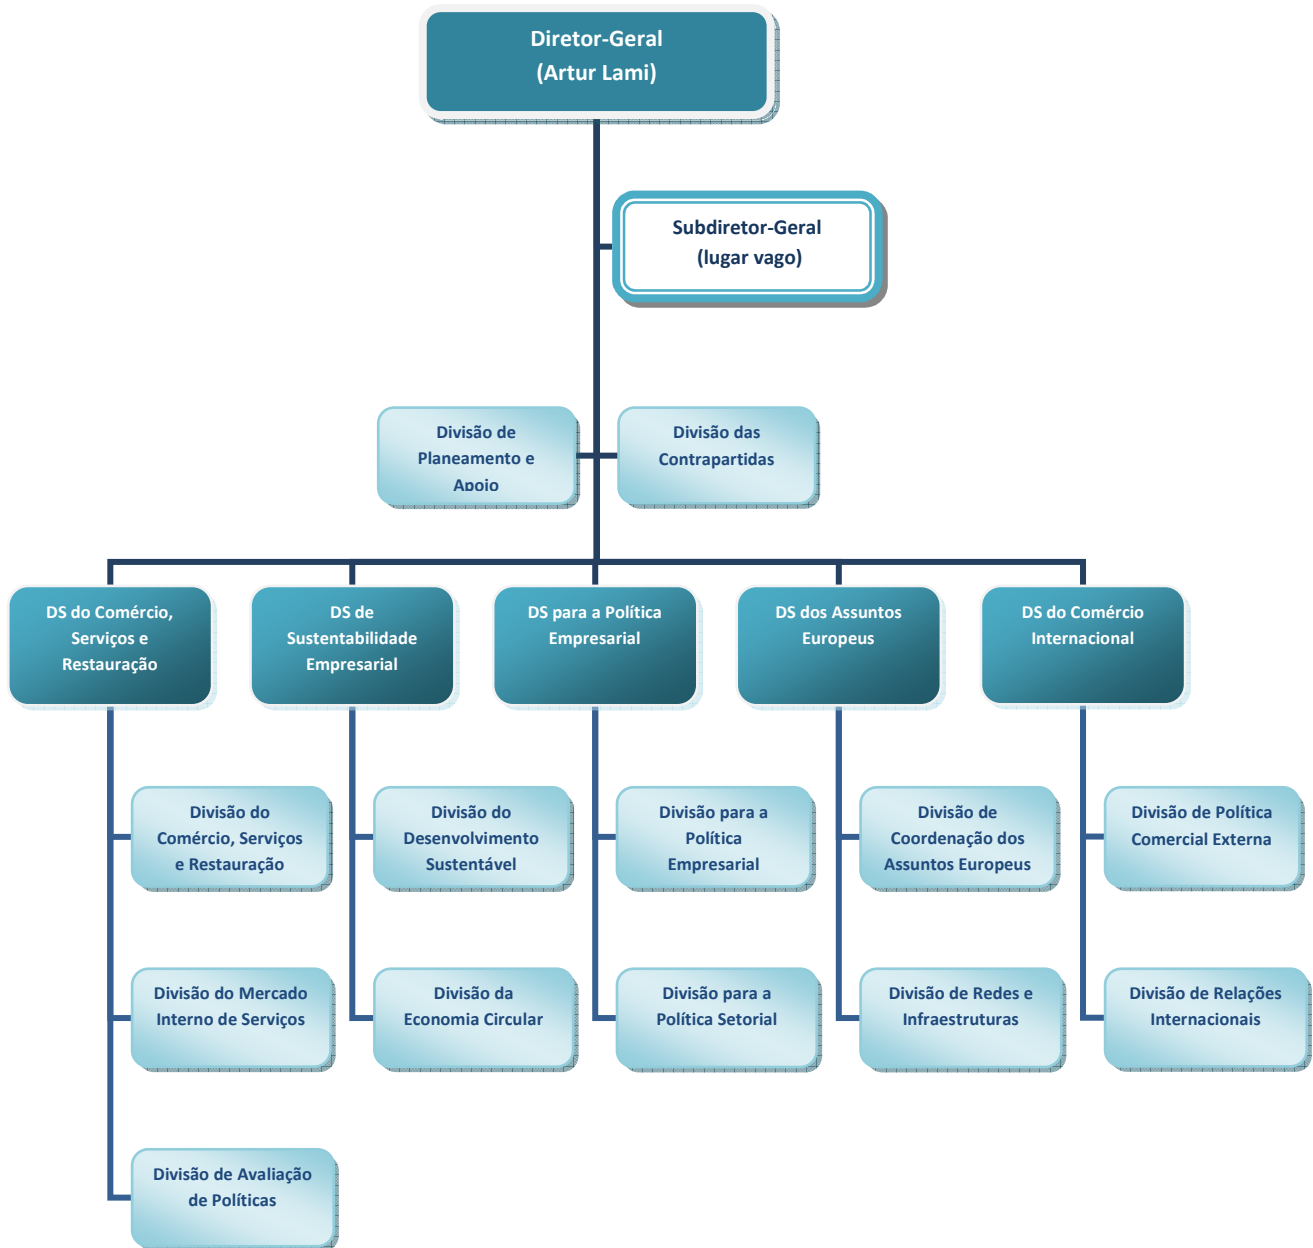 Diretor-Geral
(Artur Lami)
Subdiretor-Geral
(lugar vago)
Divisão de
Planeamento e
Apoio
Divisão das
Contrapartidas
DS do Comércio,
Serviços e
Restauração
DS de
Sustentabilidade
Empresarial
DS para a Política
Empresarial
DS dos Assuntos
Europeus
DS do Comércio
Internacional
Divisão do
Comércio, Serviços
e Restauração
Divisão do
Desenvolvimento
Sustentável
Divisão para a
Política
Empresarial
Divisão de
Coordenação dos
Assuntos Europeus
Divisão de Política
Comercial Externa
Divisão do Mercado
Interno de Serviços
Divisão da
Economia Circular
Divisão para a
Política Setorial
Divisão de Redes e
Infraestruturas
Divisão de Relações
Internacionais
Divisão de Avaliação
de Políticas